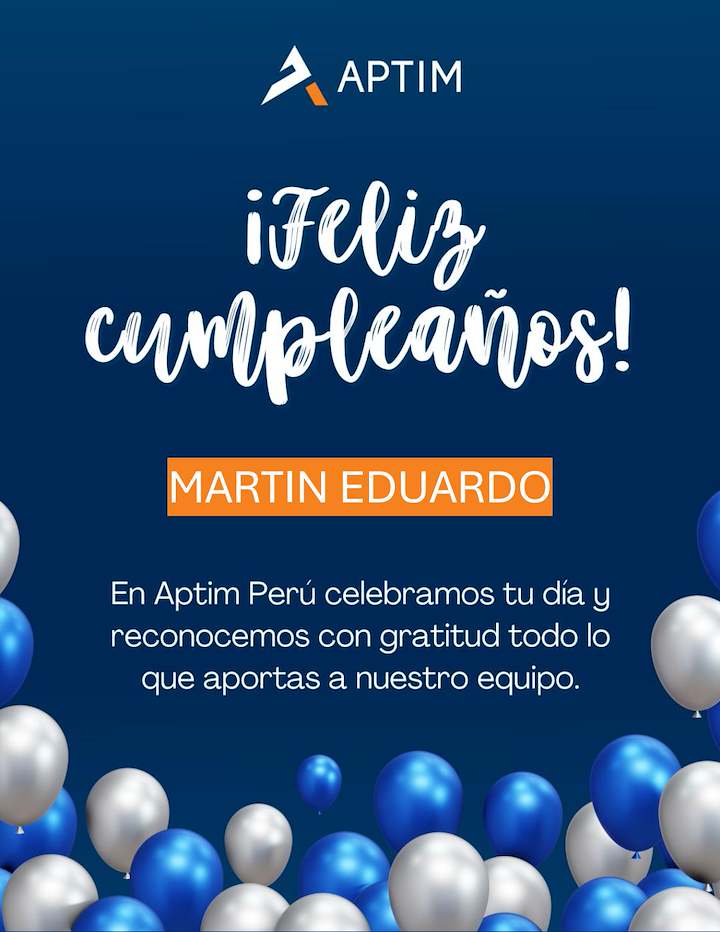 APTIM
¡Feliz
cumpleaños!
MARTIN EDUARDO
En Aptim Perú celebramos tu día y
reconocemos con gratitud todo lo
que aportas a nuestro equipo.